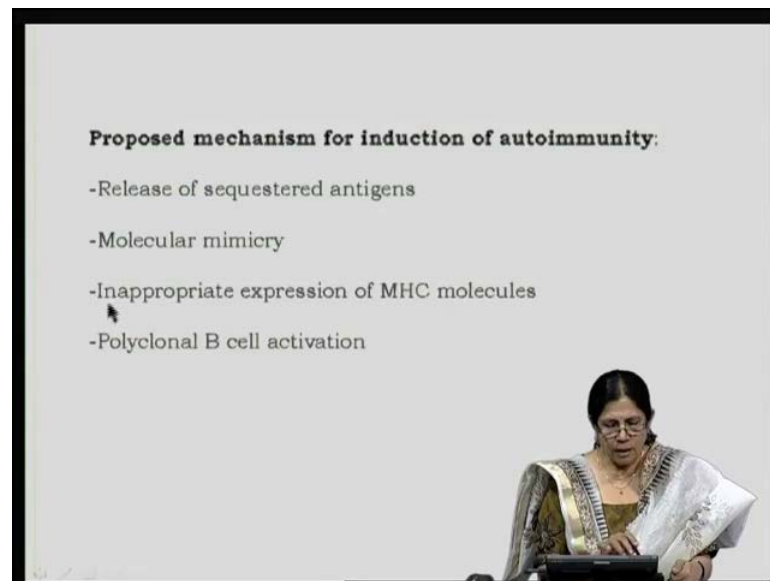 Proposed mechanism for induction of autoimmunity:
-Release of sequestered antigens
-Molecular mimicry
-Inappropriate expression of MHC molecules
-Polyclonal B cell activation